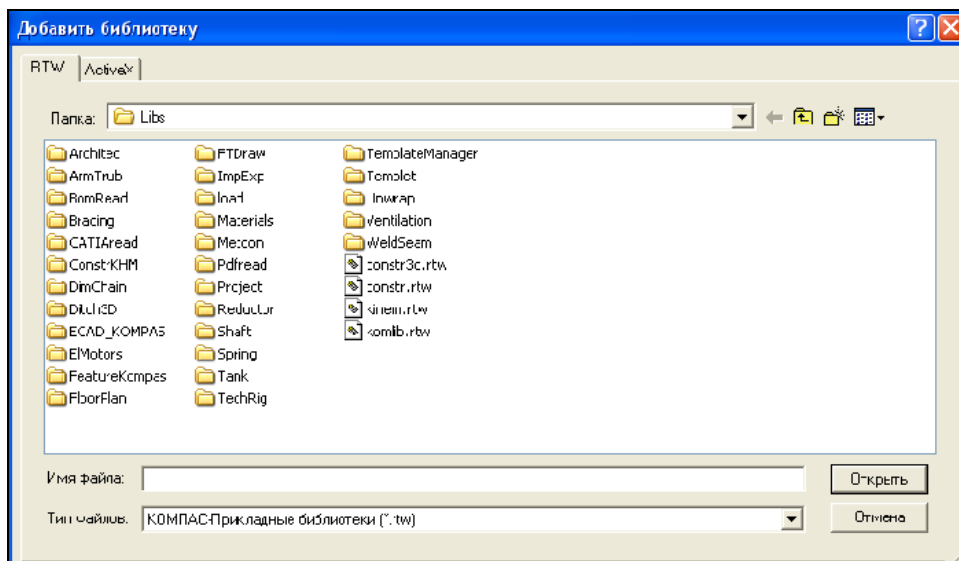 Добавить библиотеку
RTW ActiveX
Папка: Libs
Architec FTDraw TemplateManager
ArmTrub ImpExp Templet
BomRead load Unwrap
Bracing Materials Ventilation
CATIAread Metcon WeldSeam
ConstrKHM Pdfread constr3d.rtw
DimChain Project constr.rtw
Ditch3D Reductor kinem.rtw
ECAD_KOMPAS Shaft komlib.rtw
ElMotors Spring
FeatureKompas Tank
FloorPlan TechRig
Имя файла: Открыть
Тип файлов: КОМПАС-Прикладные библиотеки (*.rtw) Отмена